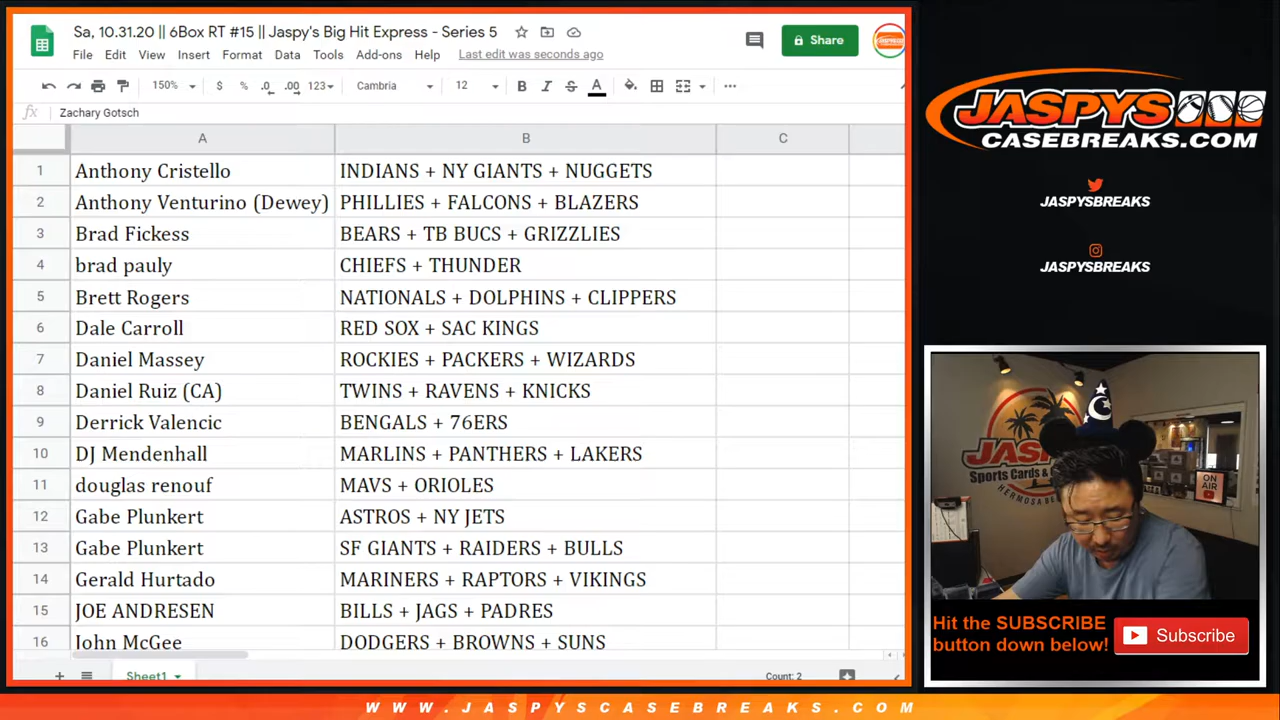 Sa, 10.31.20 || 6Box RT #15 || Jaspy's Big Hit Express - Series 5
File Edit View Insert Format Data Tools Add-ons Help Last edit was seconds ago
Share
150% $ % .0 .00 123 Cambria 12 B I S A
fx Zachary Gotsch
A B C
1 Anthony Cristello INDIANS + NY GIANTS + NUGGETS
2 Anthony Venturino (Dewey) PHILLIES + FALCONS + BLAZERS
3 Brad Fickess BEARS + TB BUCS + GRIZZLIES
4 brad pauly CHIEFS + THUNDER
5 Brett Rogers NATIONALS + DOLPHINS + CLIPPERS
6 Dale Carroll RED SOX + SAC KINGS
7 Daniel Massey ROCKIES + PACKERS + WIZARDS
8 Daniel Ruiz (CA) TWINS + RAVENS + KNICKS
9 Derrick Valencic BENGALS + 76ERS
10 DJ Mendenhall MARLINS + PANTHERS + LAKERS
11 douglas renouf MAVS + ORIOLES
12 Gabe Plunkert ASTROS + NY JETS
13 Gabe Plunkert SF GIANTS + RAIDERS + BULLS
14 Gerald Hurtado MARINERS + RAPTORS + VIKINGS
15 JOE ANDRESEN BILLS + JAGS + PADRES
16 John McGee DODGERS + BROWNS + SUNS
Sheet1
Count: 2
JASPYS
CASEBREAKS.COM
JASPYSBREAKS
JASPYSBREAKS
JASP
Sports Cards &
HERMOSA BE
ON AIR
Hit the SUBSCRIBE
button down below!
Subscribe
WWW.JASPYSCASEBREAKS.COM